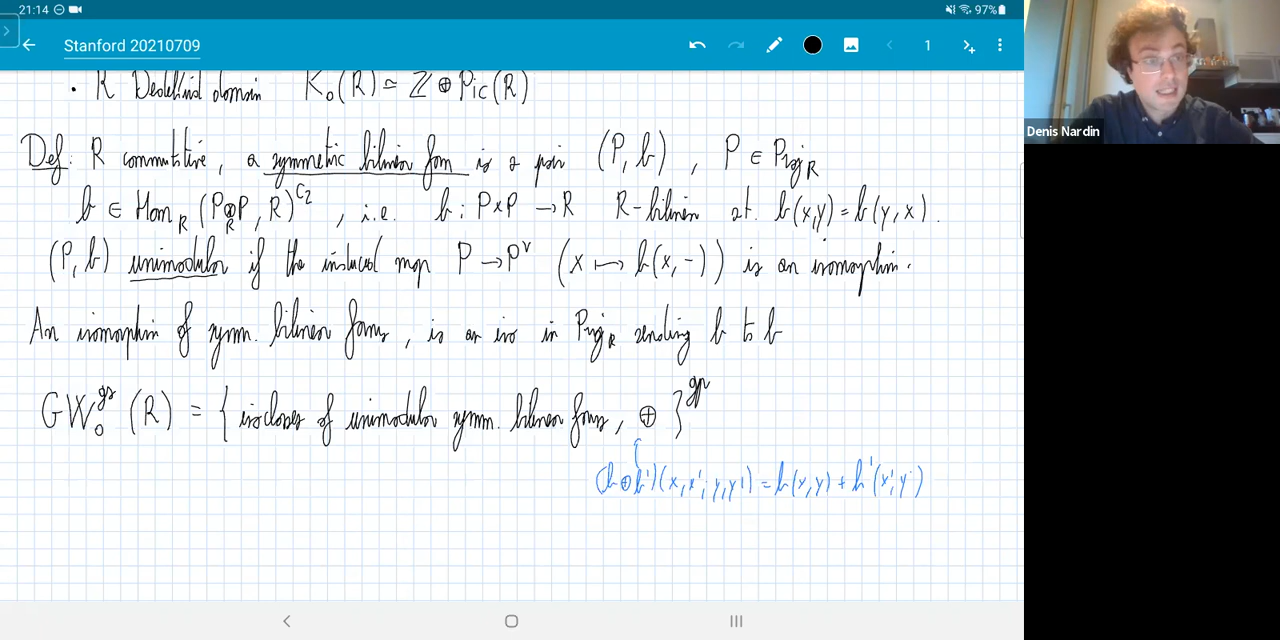 21:14
97%
Stanford 20210709
1
• R Dedekind domain K₀(R) ≃ ℤ ⊕ Pic(R)
Denis Nardin
Def: R commutative, a symmetric bilinear form is a pair (P, b), P ∈ Proj_R
b ∈ Hom_R (P⊗_R P, R)^{C₂}, i.e. b: P×P → R R-bilinear st. b(x,y) = b(y,x).
(P, b) unimodular if the induced map P → P^∨ (x ↦ b(x,-)) is an isomorphism.
An isomorphism of symm. bilinear forms, is an iso in Proj_R sending b to b
GW₀^{gs}(R) = { isoclasses of unimodular symm. bilinear forms, ⊕ }^{gp}
(b⊕b')(x,x'; y,y') = b(x,y) + b'(x',y')